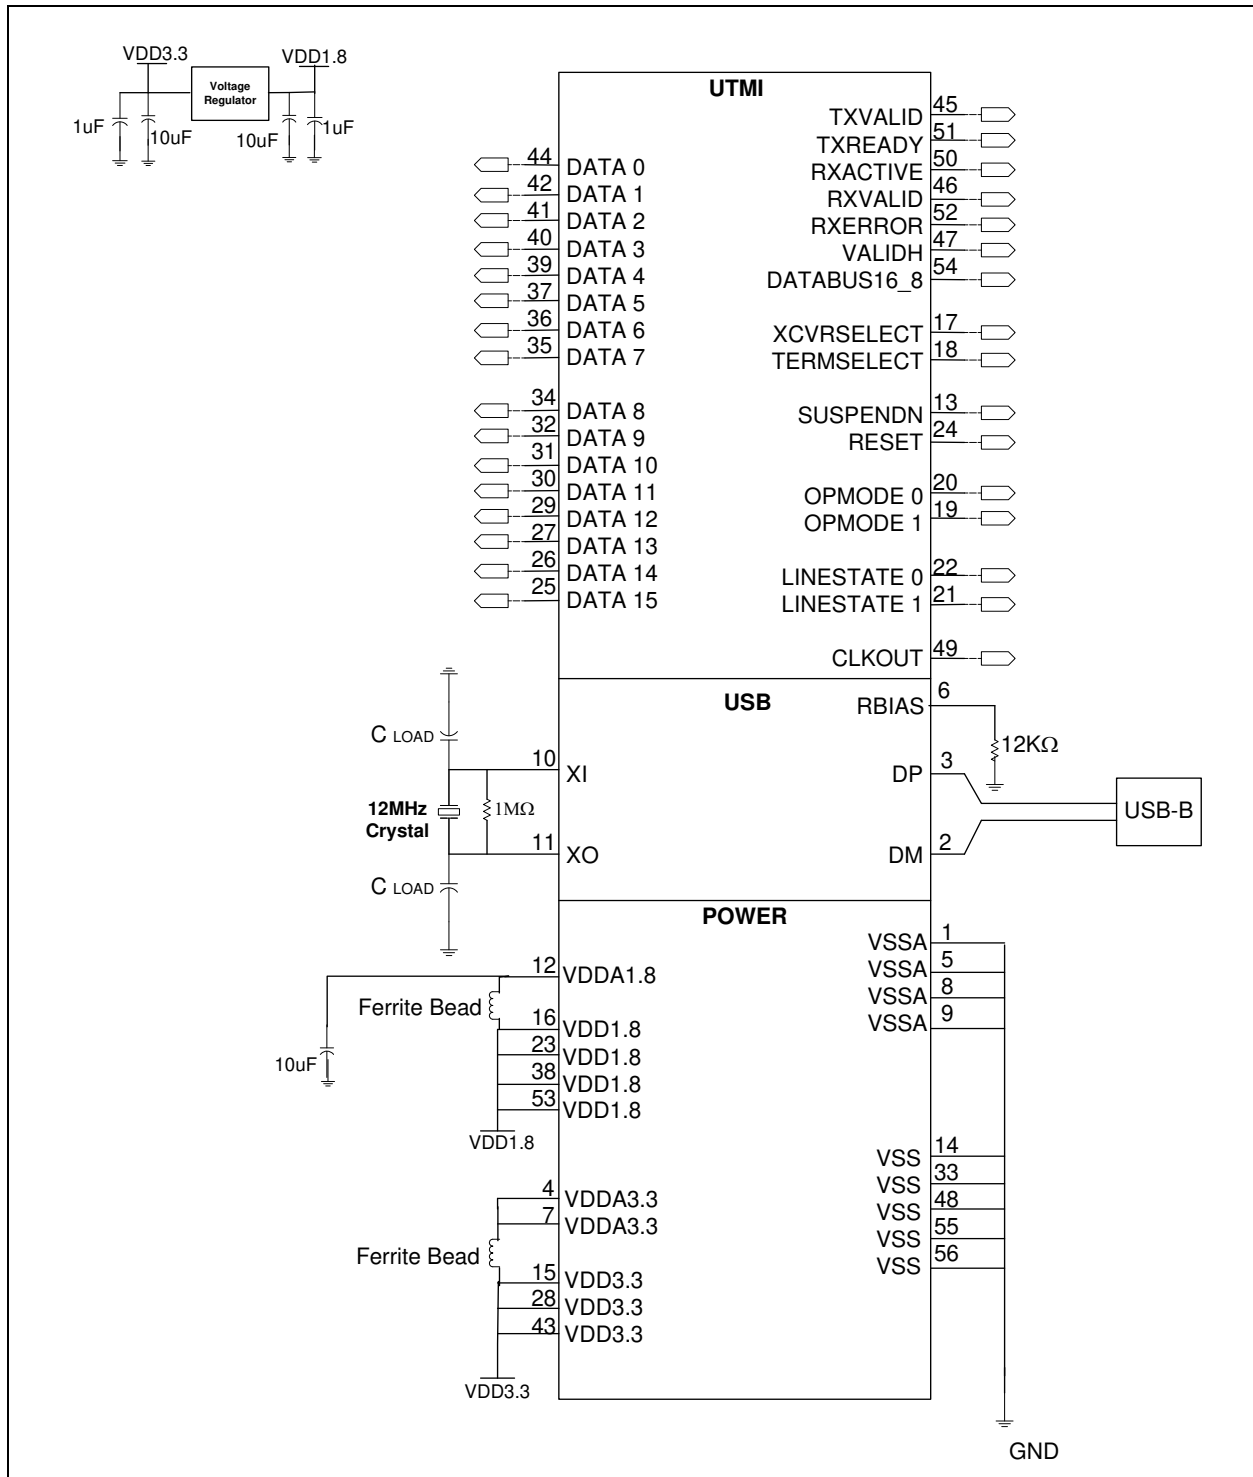 VDD3.3
VDD1.8
Voltage
Regulator
1uF
10uF
10uF
1uF
UTMI
44 DATA 0
42 DATA 1
41 DATA 2
40 DATA 3
39 DATA 4
37 DATA 5
36 DATA 6
35 DATA 7
34 DATA 8
32 DATA 9
31 DATA 10
30 DATA 11
29 DATA 12
27 DATA 13
26 DATA 14
25 DATA 15
TXVALID 45
TXREADY 51
RXACTIVE 50
RXVALID 46
RXERROR 52
VALIDH 47
DATABUS16_8 54
XCVRSELECT 17
TERMSELECT 18
SUSPENDN 13
RESET 24
OPMODE 0 20
OPMODE 1 19
LINESTATE 0 22
LINESTATE 1 21
CLKOUT 49
USB
C LOAD
10 XI
12MHz
Crystal
1MΩ
11 XO
C LOAD
RBIAS 6
12KΩ
DP 3
USB-B
DM 2
POWER
12 VDDA1.8
Ferrite Bead
16 VDD1.8
10uF
23 VDD1.8
38 VDD1.8
53 VDD1.8
VDD1.8
4 VDDA3.3
7 VDDA3.3
Ferrite Bead
15 VDD3.3
28 VDD3.3
43 VDD3.3
VDD3.3
VSSA 1
VSSA 5
VSSA 8
VSSA 9
VSS 14
VSS 33
VSS 48
VSS 55
VSS 56
GND